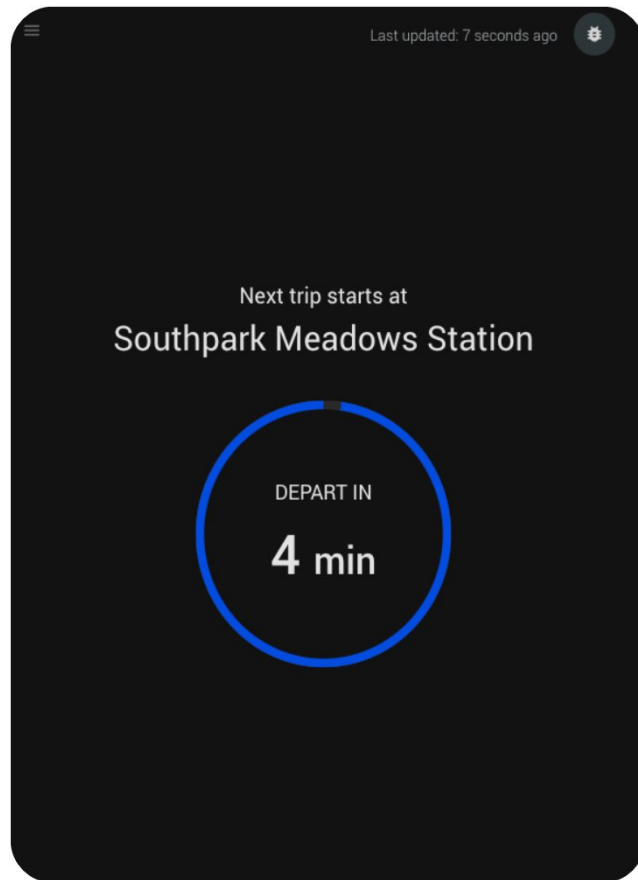 Last updated: 7 seconds ago
Next trip starts at
Southpark Meadows Station
DEPART IN
4 min